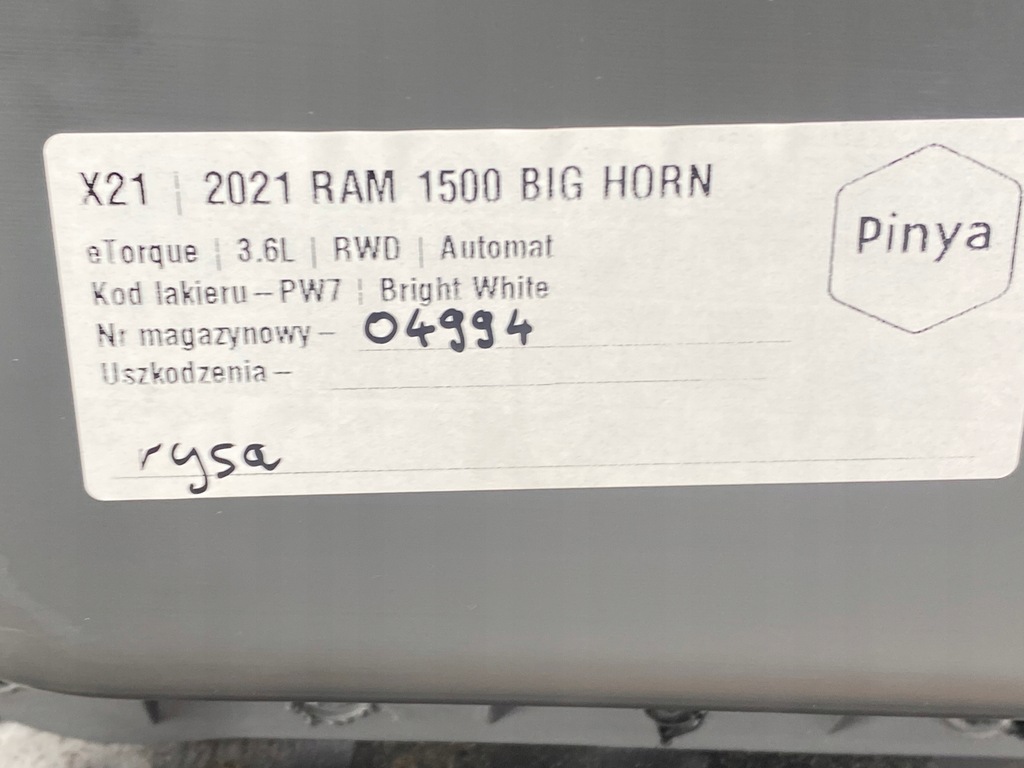 X21 | 2021 RAM 1500 BIG HORN
Pinya
eTorque | 3.6L | RWD | Automat
Kod lakieru – PW7 | Bright White
Nr magazynowy – 04994
Uszkodzenia –
rysa